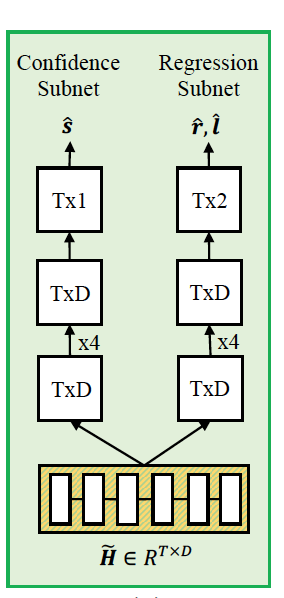 Confidence Subnet
Regression Subnet
ŝ
r̂, l̂
Tx1
Tx2
TxD
TxD
x4
x4
TxD
TxD
H̃ ∈ R^{T×D}